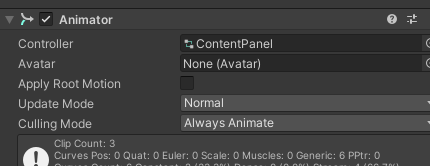 Animator
Controller ContentPanel
Avatar None (Avatar)
Apply Root Motion
Update Mode Normal
Culling Mode Always Animate
Clip Count: 3
Curves Pos: 0 Quat: 0 Euler: 0 Scale: 0 Muscles: 0 Generic: 6 PPtr: 0